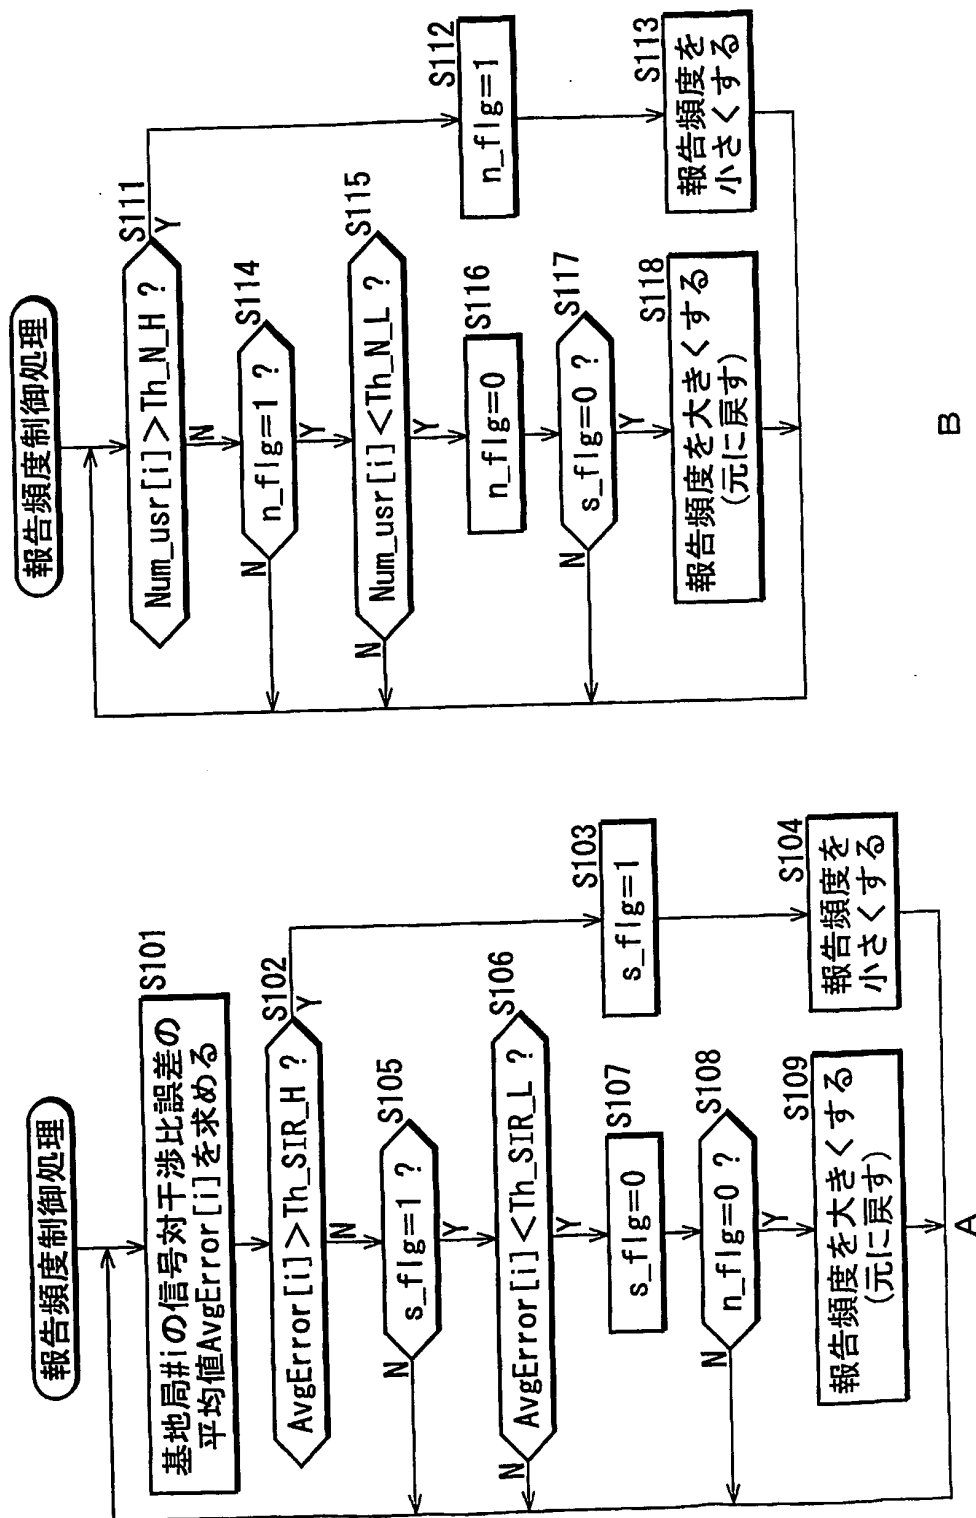 報告頻度制御処理
S101
基地局#iの信号対干渉比誤差の
平均値AvgError[i]を求める
S102
AvgError[i]>Th_SIR_H ?
Y
N
S103
s_flg=1
S104
報告頻度を
小さくする
S105
s_flg=1 ?
N
Y
S106
AvgError[i]<Th_SIR_L ?
N
Y
S107
s_flg=0
S108
n_flg=0 ?
N
Y
S109
報告頻度を大きくする
(元に戻す)
A
報告頻度制御処理
S111
Num_usr[i]>Th_N_H ?
Y
N
S112
n_flg=1
S113
報告頻度を
小さくする
S114
n_flg=1 ?
N
Y
S115
Num_usr[i]<Th_N_L ?
N
Y
S116
n_flg=0
S117
s_flg=0 ?
N
Y
S118
報告頻度を大きくする
(元に戻す)
B